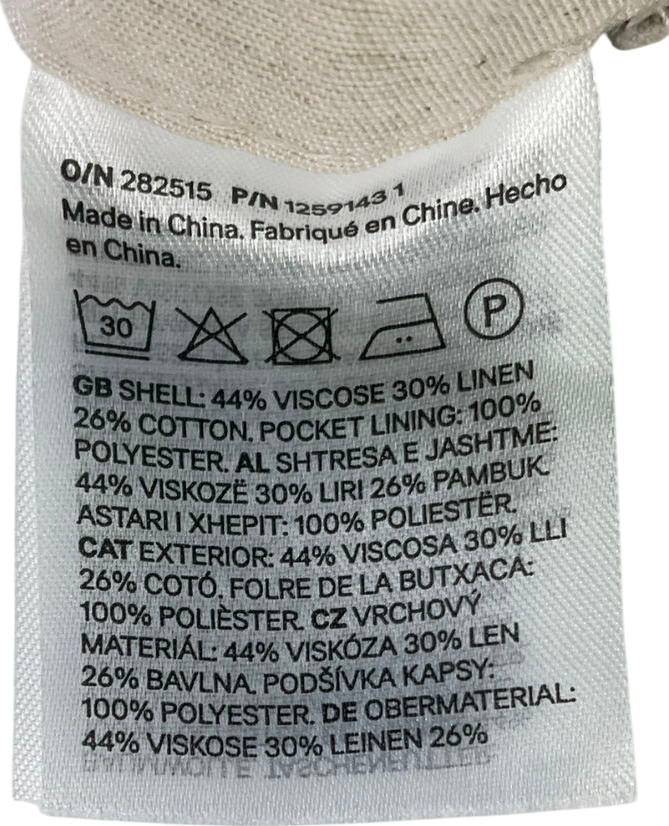 O/N 282515 P/N 1259143 1
Made in China. Fabriqué en Chine. Hecho
en China.
30
P
GB SHELL: 44% VISCOSE 30% LINEN
26% COTTON. POCKET LINING: 100%
POLYESTER. AL SHTRESA E JASHTME:
44% VISKOZË 30% LIRI 26% PAMBUK.
ASTARI I XHEPIT: 100% POLIESTËR.
CAT EXTERIOR: 44% VISCOSA 30% LLI
26% COTÓ. FOLRE DE LA BUTXACA:
100% POLIÈSTER. CZ VRCHOVÝ
MATERIÁL: 44% VISKÓZA 30% LEN
26% BAVLNA. PODŠÍVKA KAPSY:
100% POLYESTER. DE OBERMATERIAL:
44% VISKOSE 30% LEINEN 26%